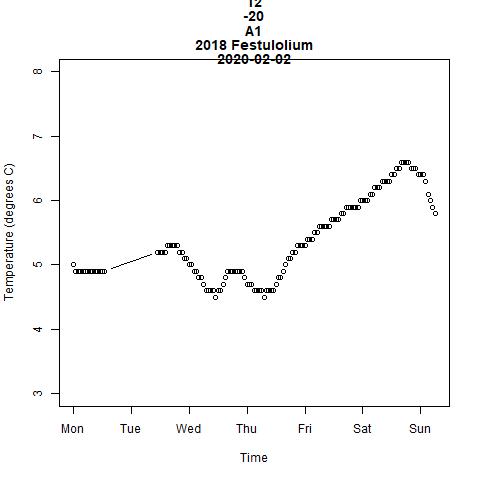 T2
-20
A1
2018 Festulolium
2020-02-02
8
7
6
5
4
3
Temperature (degrees C)
Mon Tue Wed Thu Fri Sat Sun
Time